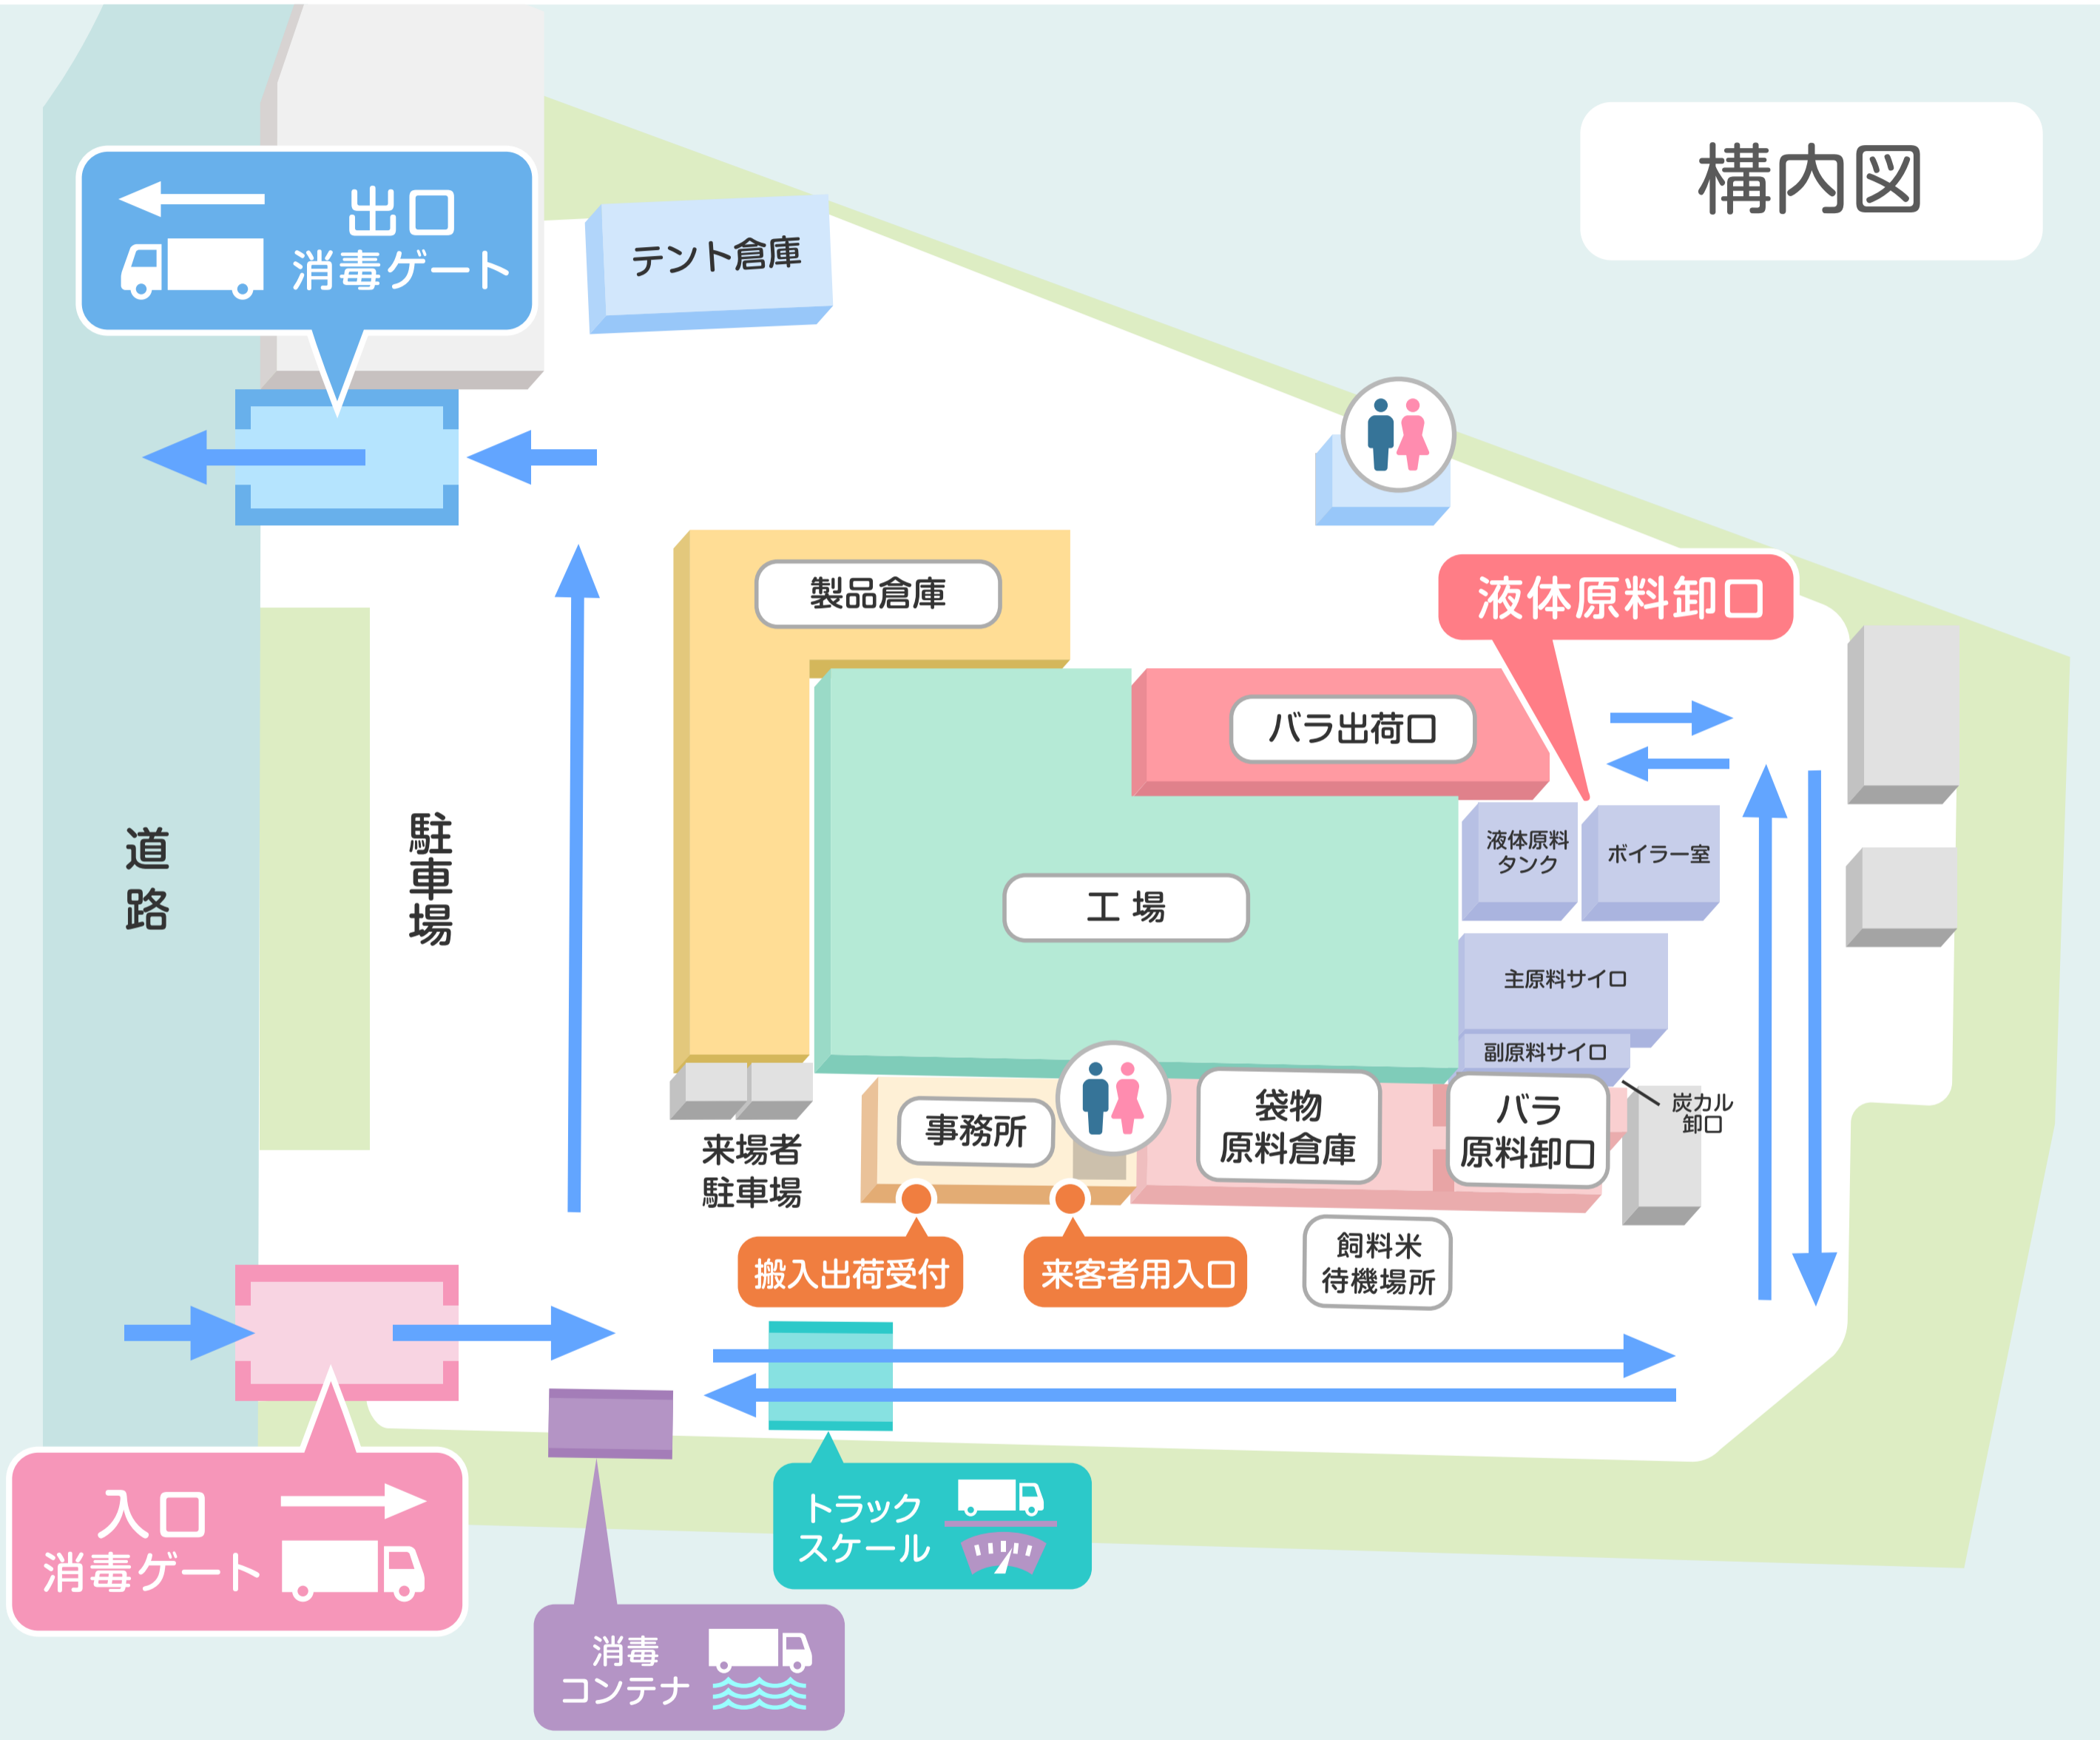 構内図
出口
消毒ゲート
テント倉庫
製品倉庫
液体原料卸口
バラ出荷口
道路
駐車場
工 場
液体原料
タンク
ボイラー室
主原料サイロ
副原料サイロ
炭カル
卸口
事務所
装物
原料倉庫
バラ
原料卸口
来場者
駐車場
搬入出荷受付
来客者専用入口
飼料米
待機場所
入口
消毒ゲート
トラック
スケール
消毒
コンテナ